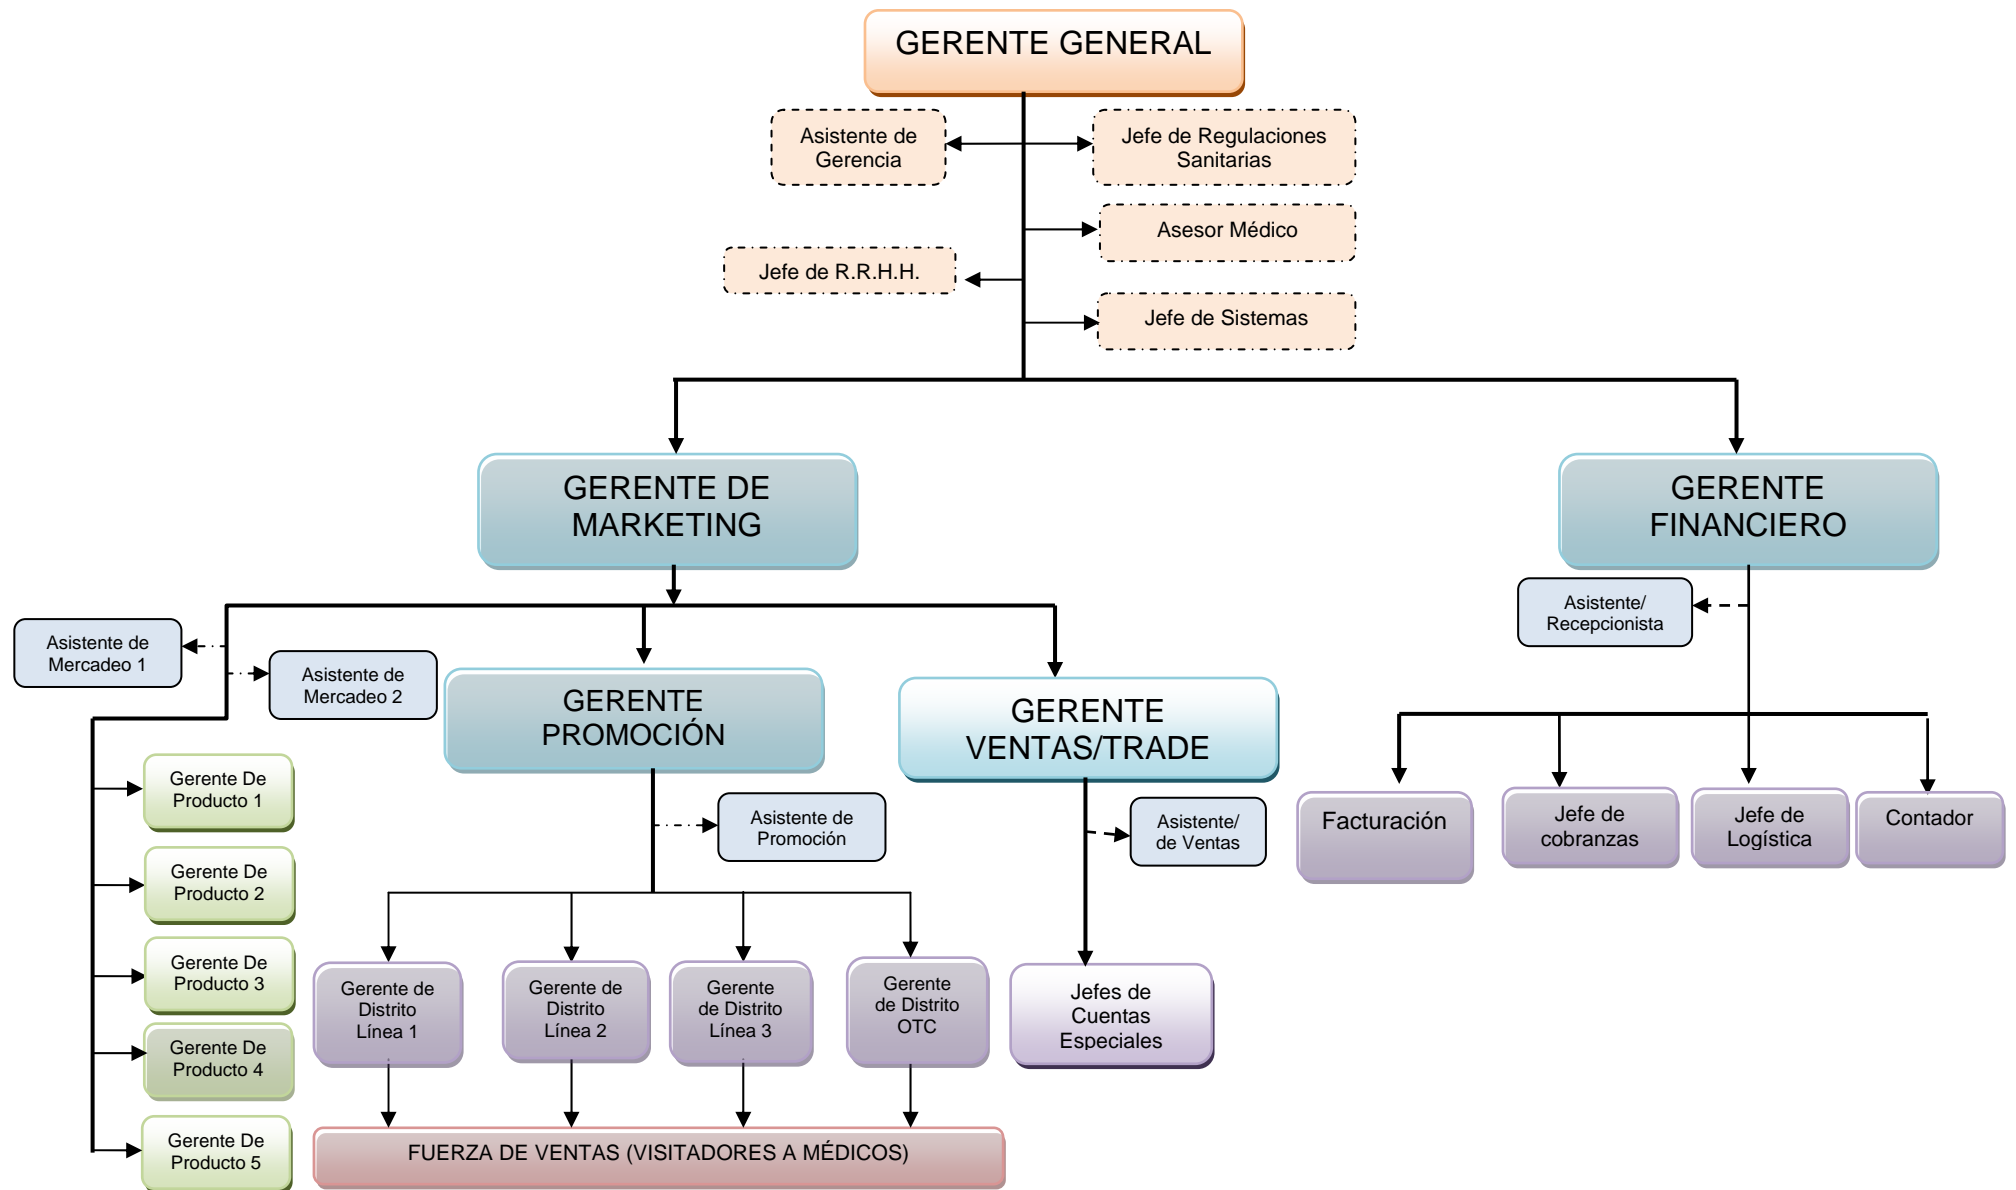 GERENTE GENERAL
Asistente de
Gerencia
Jefe de Regulaciones
Sanitarias
Asesor Médico
Jefe de R.R.H.H.
Jefe de Sistemas
GERENTE DE
MARKETING
GERENTE
FINANCIERO
Asistente/
Recepcionista
Asistente de
Mercadeo 1
Asistente de
Mercadeo 2
GERENTE
PROMOCIÓN
GERENTE
VENTAS/TRADE
Gerente De
Producto 1
Gerente De
Producto 2
Gerente De
Producto 3
Gerente De
Producto 4
Gerente De
Producto 5
Asistente de
Promoción
Asistente/
de Ventas
Facturación
Jefe de
cobranzas
Jefe de
Logística
Contador
Gerente de
Distrito
Línea 1
Gerente de
Distrito
Línea 2
Gerente
de Distrito
Línea 3
Gerente
de Distrito
OTC
Jefes de
Cuentas
Especiales
FUERZA DE VENTAS (VISITADORES A MÉDICOS)